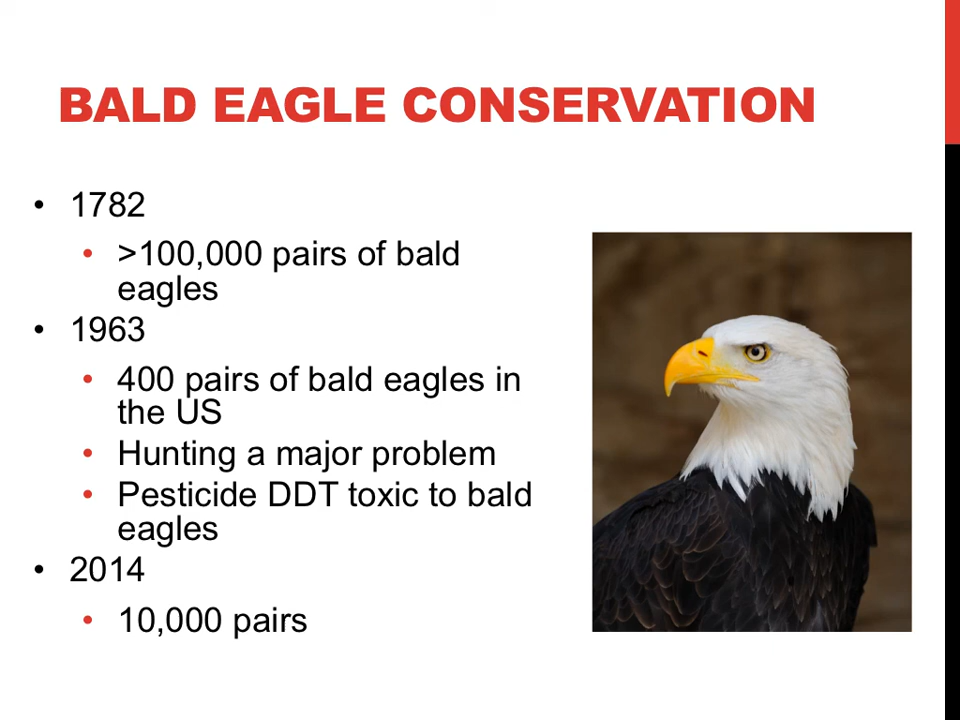 BALD EAGLE CONSERVATION
• 1782
• >100,000 pairs of bald
eagles
• 1963
• 400 pairs of bald eagles in
the US
• Hunting a major problem
• Pesticide DDT toxic to bald
eagles
• 2014
• 10,000 pairs